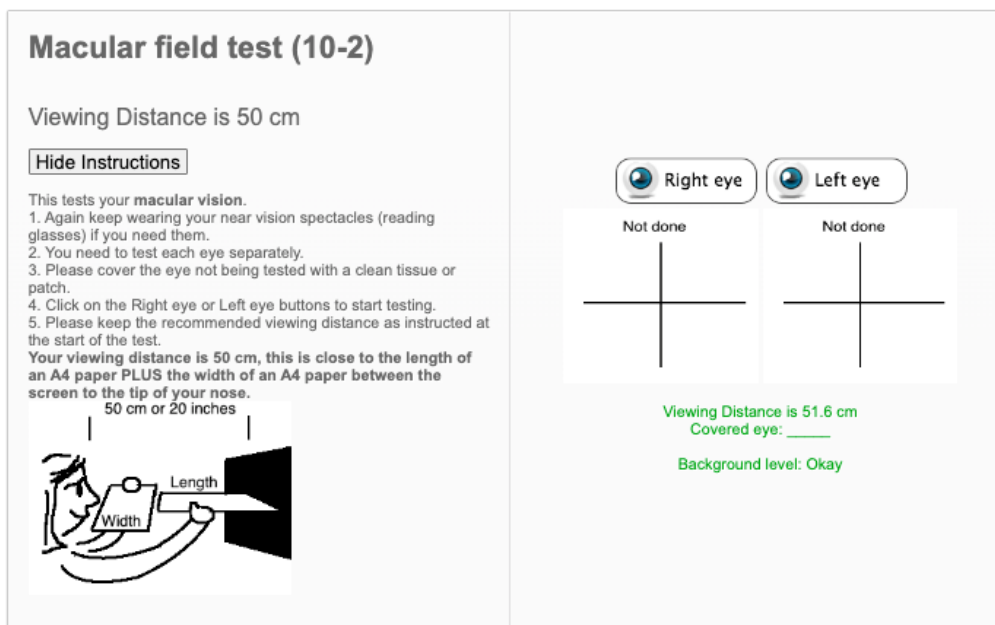 Macular field test (10-2)
Viewing Distance is 50 cm
Hide Instructions
This tests your macular vision.
1. Again keep wearing your near vision spectacles (reading
glasses) if you need them.
2. You need to test each eye separately.
3. Please cover the eye not being tested with a clean tissue or
patch.
4. Click on the Right eye or Left eye buttons to start testing.
5. Please keep the recommended viewing distance as instructed at
the start of the test.
Your viewing distance is 50 cm, this is close to the length of
an A4 paper PLUS the width of an A4 paper between the
screen to the tip of your nose.
50 cm or 20 inches
Length
Width
Right eye
Left eye
Not done
Not done
Viewing Distance is 51.6 cm
Covered eye: _____
Background level: Okay